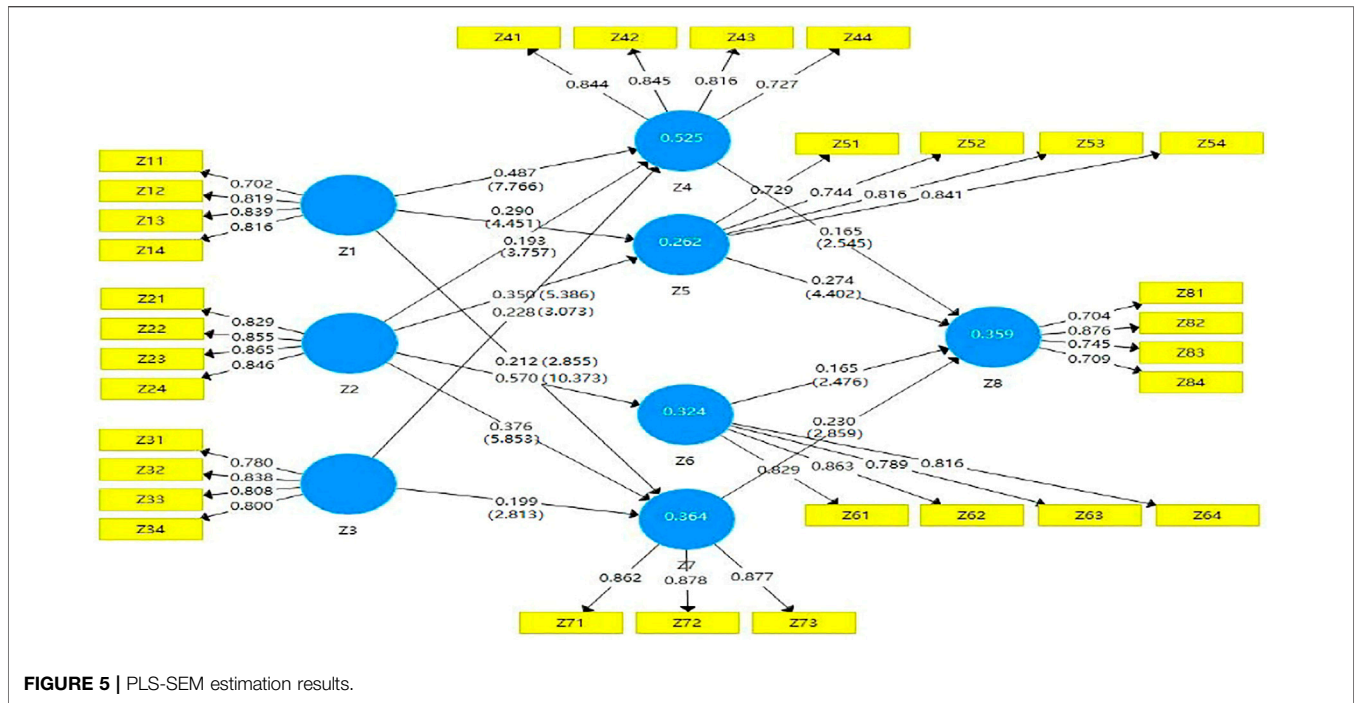 Z41 Z42 Z43 Z44
0.844 0.845 0.816 0.727
0.525
Z4
Z51 Z52 Z53 Z54
0.729 0.744 0.816 0.841
Z11
Z12
Z13
Z14
0.702
0.819
0.839
0.816
Z1
0.487
(7.766)
0.290
(4.451)
0.193
(3.757)
0.262
Z5
0.165
(2.545)
0.274
(4.402)
Z21
Z22
Z23
Z24
0.829
0.855
0.865
0.846
Z2
0.350 (5.386)
0.228 (3.073)
0.212 (2.855)
0.570 (10.373)
0.376
(5.853)
0.359
Z8
Z81
Z82
Z83
Z84
0.704
0.876
0.745
0.709
0.324
Z6
0.165
(2.476)
0.230
(2.859)
0.829 0.863 0.789 0.816
Z61 Z62 Z63 Z64
Z31
Z32
Z33
Z34
0.780
0.838
0.808
0.800
Z3
0.199
(2.813)
0.364
Z7
0.862 0.878 0.877
Z71 Z72 Z73
FIGURE 5 | PLS-SEM estimation results.